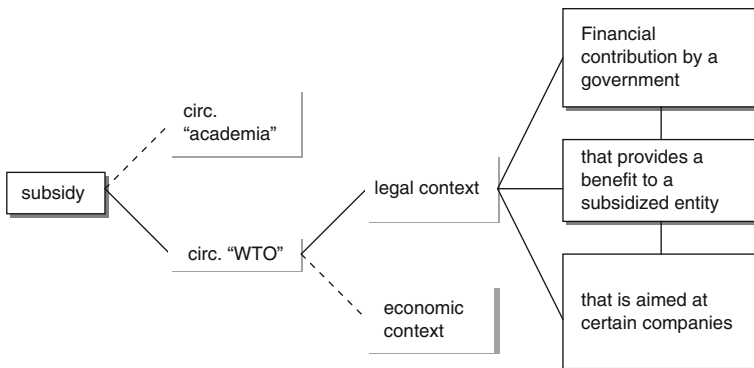 subsidy
circ.
“academia”
circ. “WTO”
legal context
economic
context
Financial
contribution by a
government
that provides a
benefit to a
subsidized entity
that is aimed at
certain companies